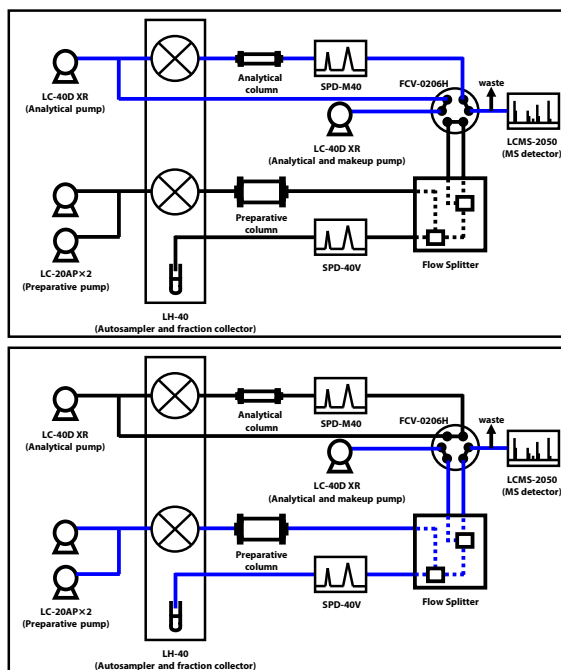 LC-40D XR
(Analytical pump)
Analytical
column
SPD-M40
FCV-0206H
waste
LC-40D XR
(Analytical and makeup pump)
LCMS-2050
(MS detector)
LC-20AP×2
(Preparative pump)
Preparative
column
SPD-40V
Flow Splitter
LH-40
(Autosampler and fraction collector)
LC-40D XR
(Analytical pump)
Analytical
column
SPD-M40
FCV-0206H
waste
LC-40D XR
(Analytical and makeup pump)
LCMS-2050
(MS detector)
LC-20AP×2
(Preparative pump)
Preparative
column
SPD-40V
Flow Splitter
LH-40
(Autosampler and fraction collector)